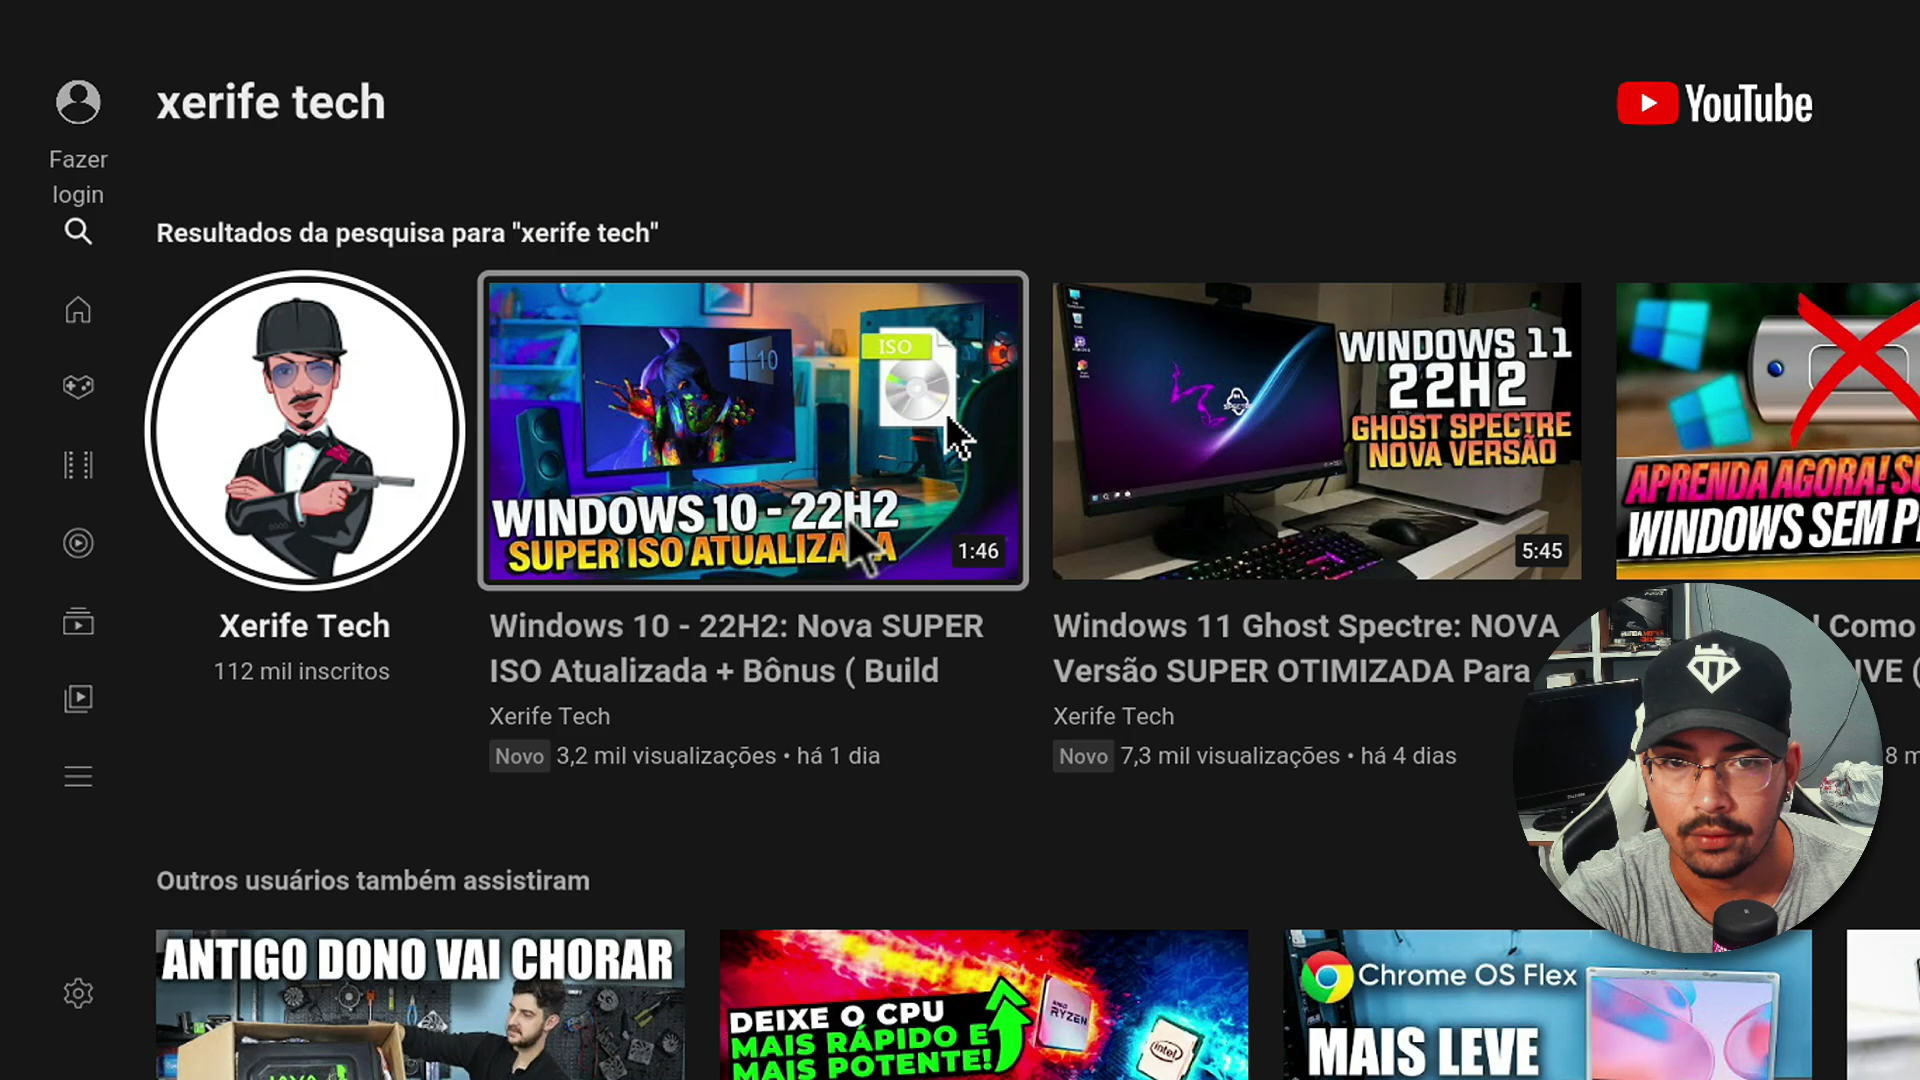 xerife tech
YouTube
Fazer
login
Resultados da pesquisa para "xerife tech"
10
ISO
WINDOWS 10 - 22H2
SUPER ISO ATUALIZADA
1:46
WINDOWS 11
22H2
GHOST SPECTRE
NOVA VERSÃO
5:45
APRENDA AGORA!
WINDOWS SEM
Xerife Tech
112 mil inscritos
Windows 10 - 22H2: Nova SUPER
ISO Atualizada + Bônus ( Build
Xerife Tech
Novo 3,2 mil visualizações • há 1 dia
Windows 11 Ghost Spectre: NOVA
Versão SUPER OTIMIZADA Para
Xerife Tech
Novo 7,3 mil visualizações • há 4 dias
! Como
IVE (
8 m
Outros usuários também assistiram
ANTIGO DONO VAI CHORAR
DEIXE O CPU
MAIS RÁPIDO E
MAIS POTENTE!
AMD
RYZEN
intel
Chrome OS Flex
MAIS LEVE